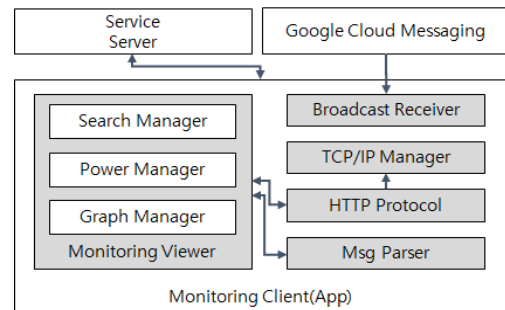 Service
Server
Google Cloud Messaging
Search Manager
Power Manager
Graph Manager
Monitoring Viewer
Broadcast Receiver
TCP/IP Manager
HTTP Protocol
Msg Parser
Monitoring Client(App)